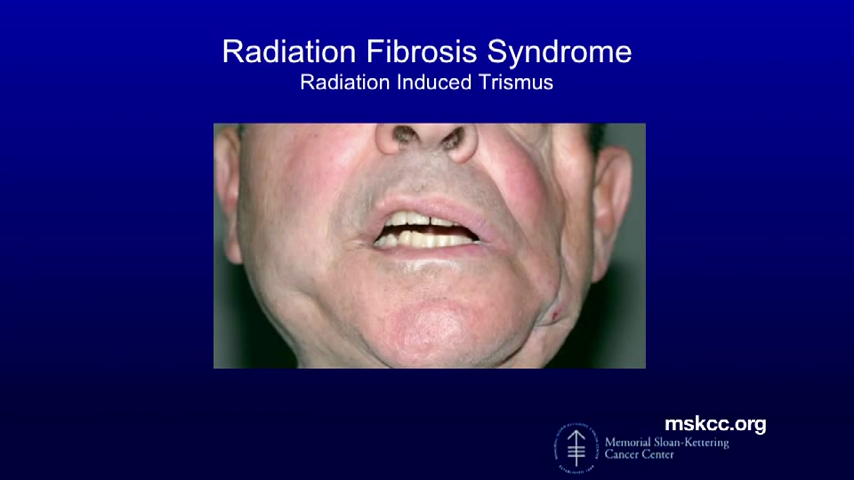 Radiation Fibrosis Syndrome
Radiation Induced Trismus
mskcc.org
Memorial Sloan-Kettering
Cancer Center